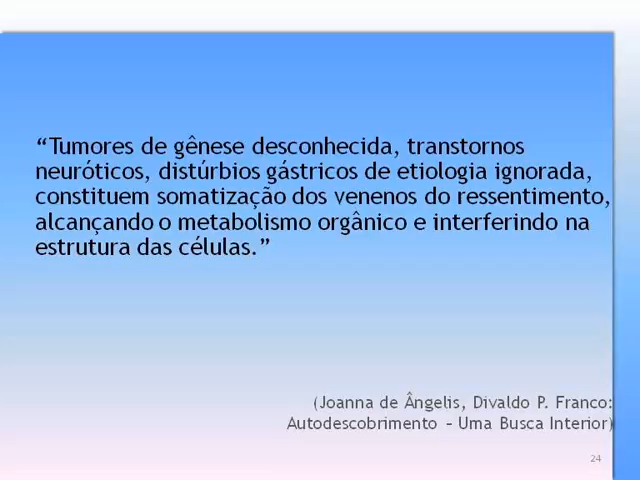 “Tumores de gênese desconhecida, transtornos
neuróticos, distúrbios gástricos de etiologia ignorada,
constituem somatização dos venenos do ressentimento,
alcançando o metabolismo orgânico e interferindo na
estrutura das células.”
(Joanna de Ângelis, Divaldo P. Franco:
Autodescobrimento – Uma Busca Interior)
24